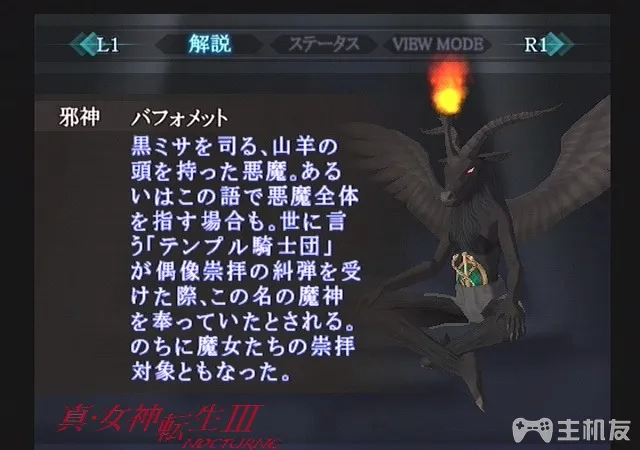 L1 解説 ステータス VIEW MODE R1
邪神 バフォメット
黒ミサを司る、山羊の
頭を持った悪魔。ある
いはこの語で悪魔全体
を指す場合も。世に言
う「テンプル騎士団」
が偶像崇拝の糾弾を受
けた際、この名の魔神
を奉っていたとされる。
のちに魔女たちの崇拝
対象ともなった。
真・女神転生III
NOCTURNE
主机友